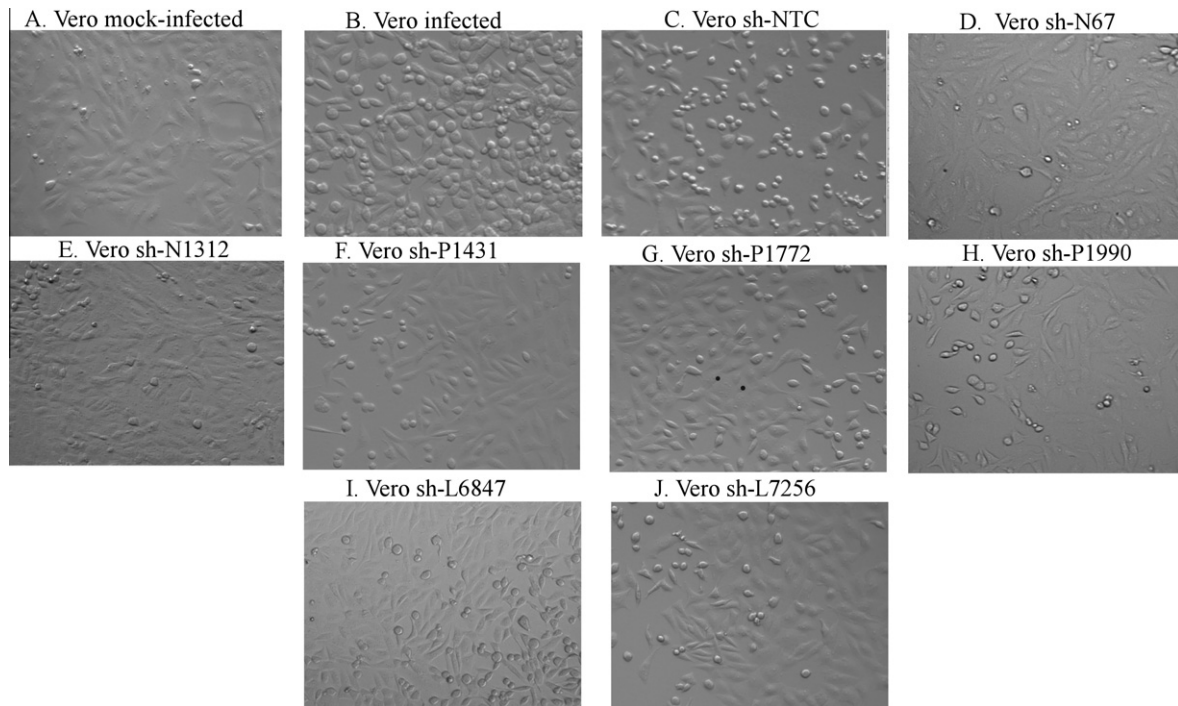 A. Vero mock-infected
B. Vero infected
C. Vero sh-NTC
D. Vero sh-N67
E. Vero sh-N1312
F. Vero sh-P1431
G. Vero sh-P1772
H. Vero sh-P1990
I. Vero sh-L6847
J. Vero sh-L7256